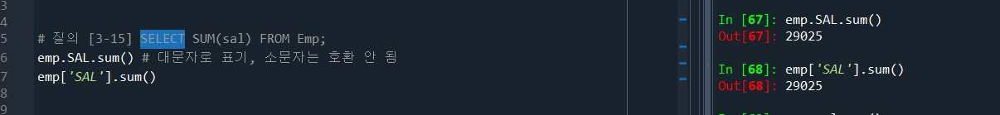 3
4
5 # 질의 [3-15] SELECT SUM(sal) FROM Emp;
6 emp.SAL.sum() # 대문자로 표기, 소문자는 호환 안 됨
7 emp['SAL'].sum()
8
9
In [67]: emp.SAL.sum()
Out[67]: 29025
In [68]: emp['SAL'].sum()
Out[68]: 29025